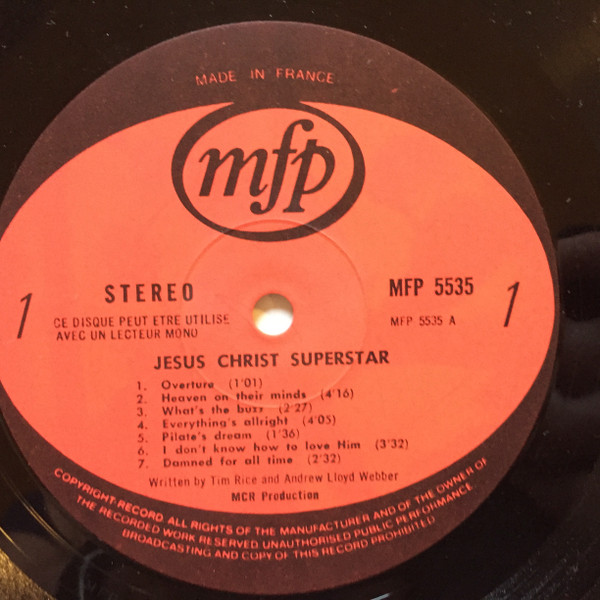 MADE IN FRANCE
mfp
STEREO
MFP 5535
1
1
CE DISQUE PEUT ETRE UTILISE
AVEC UN LECTEUR MONO
MFP 5535 A
JESUS CHRIST SUPERSTAR
1. Overture (1'01)
2. Heaven on their minds (4'16)
3. What's the buzz (2'27)
4. Everything's allright (4'05)
5. Pilate's dream (1'36)
6. I don't know how to love Him (3'32)
7. Damned for all time (2'32)
Written by Tim Rice and Andrew Lloyd Webber
MCR Production
COPYRIGHT RECORD ALL RIGHTS OF THE MANUFACTURER AND OF THE OWNER OF
THE RECORDED WORK RESERVED. UNAUTHORISED PUBLIC PERFORMANCE
BROADCASTING AND COPY OF THIS RECORD PROHIBITED